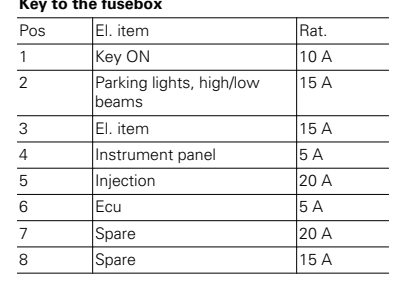 Key to the fusebox
Pos El. item Rat.
1 Key ON 10 A
2 Parking lights, high/low 15 A
beams
3 El. item 15 A
4 Instrument panel 5 A
5 Injection 20 A
6 Ecu 5 A
7 Spare 20 A
8 Spare 15 A